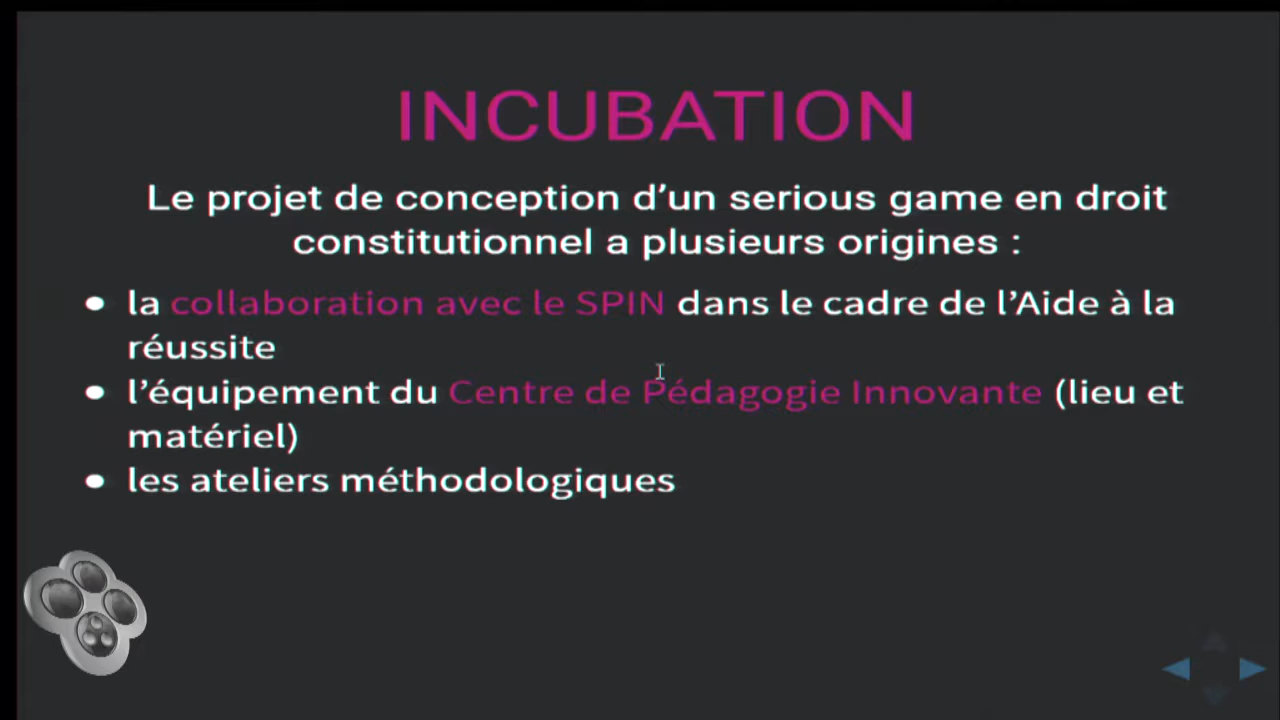 INCUBATION
Le projet de conception d’un serious game en droit
constitutionnel a plusieurs origines :
• la collaboration avec le SPIN dans le cadre de l’Aide à la
réussite
• l’équipement du Centre de Pédagogie Innovante (lieu et
matériel)
• les ateliers méthodologiques